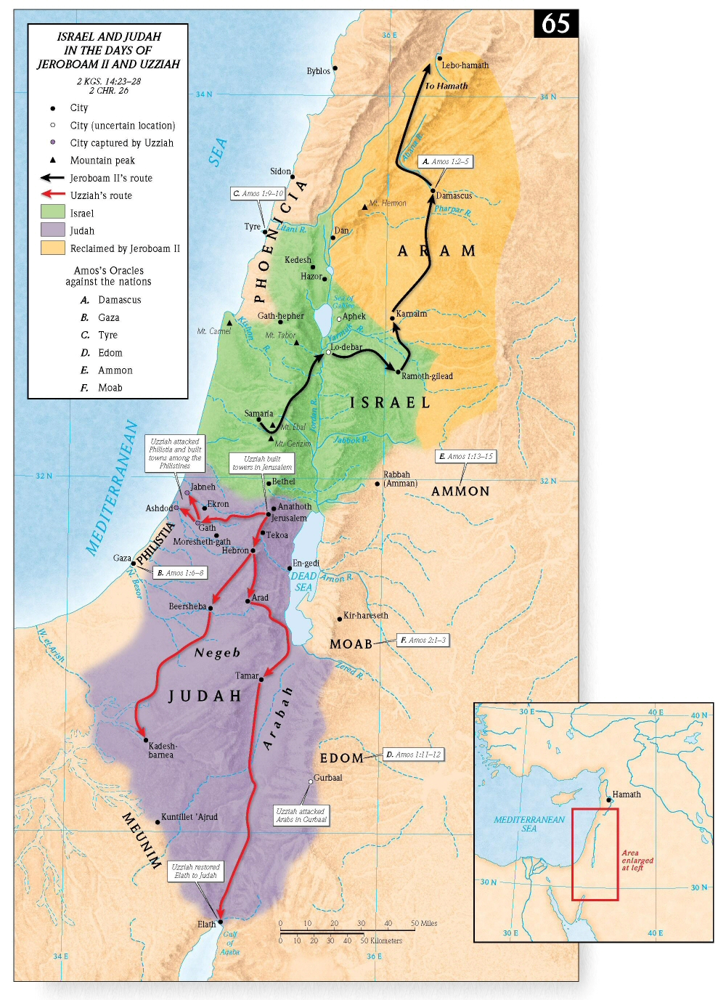 65
ISRAEL AND JUDAH
IN THE DAYS OF
JEROBOAM II AND UZZIAH
2 KGS. 14:23–28
2 CHR. 26
City
City (uncertain location)
City captured by Uzziah
Mountain peak
Jeroboam II's route
Uzziah's route
Israel
Judah
Reclaimed by Jeroboam II
Amos's Oracles
against the nations
A. Damascus
B. Gaza
C. Tyre
D. Edom
E. Ammon
F. Moab
36 E
34 N
34 N
Byblos
Lebo-hamath
To Hamath
SEA
Abana R.
A. Amos 1:2–5
Sidon
C. Amos 1:9–10
Damascus
Mt. Hermon
Pharpar R.
Tyre
Litani R.
Dan
PHOENICIA
ARAM
Kedesh
Hazor
Sea of
Galilee
Karnaim
Gath-hepher
Aphek
Mt. Carmel
Kishon
R.
Mt. Tabor
Yarmuk R.
Lo-debar
Ramoth-gilead
ISRAEL
Samaria
Mt. Ebal
Jordan R.
Mt. Gerizim
Jabbok R.
Uzziah attacked
Philistia and built
towns among the
Philistines
Uzziah built
towers in Jerusalem
E. Amos 1:13–15
MEDITERRANEAN
32 N
32 N
Bethel
Rabbah
(Amman)
AMMON
Jabneh
Ashdod
Ekron
Anathoth
Jerusalem
Gath
Moresheth-gath
Tekoa
PHILISTIA
Hebron
Gaza
B. Amos 1:6–8
En-gedi
N. Besor
DEAD
SEA
Arnon R.
Beersheba
Arad
Kir-hareseth
W. el-Arish
MOAB
F. Amos 2:1–3
Negeb
Zered R.
Tamar
JUDAH
Arabah
Kadesh-
barnea
EDOM
D. Amos 1:11–12
Gurbaal
Uzziah attacked
Arabs in Gurbaal
Kuntillet 'Ajrud
MEUNIM
Uzziah restored
Elath to Judah
Elath
Gulf
of
Aqaba
0 10 20 30 40 50 Miles
0 10 20 30 40 50 Kilometers
34 E
36 E
30 E
40 E
40 N
Hamath
MEDITERRANEAN
SEA
Area
enlarged
at left
30 N
30 N
30 E
40 E